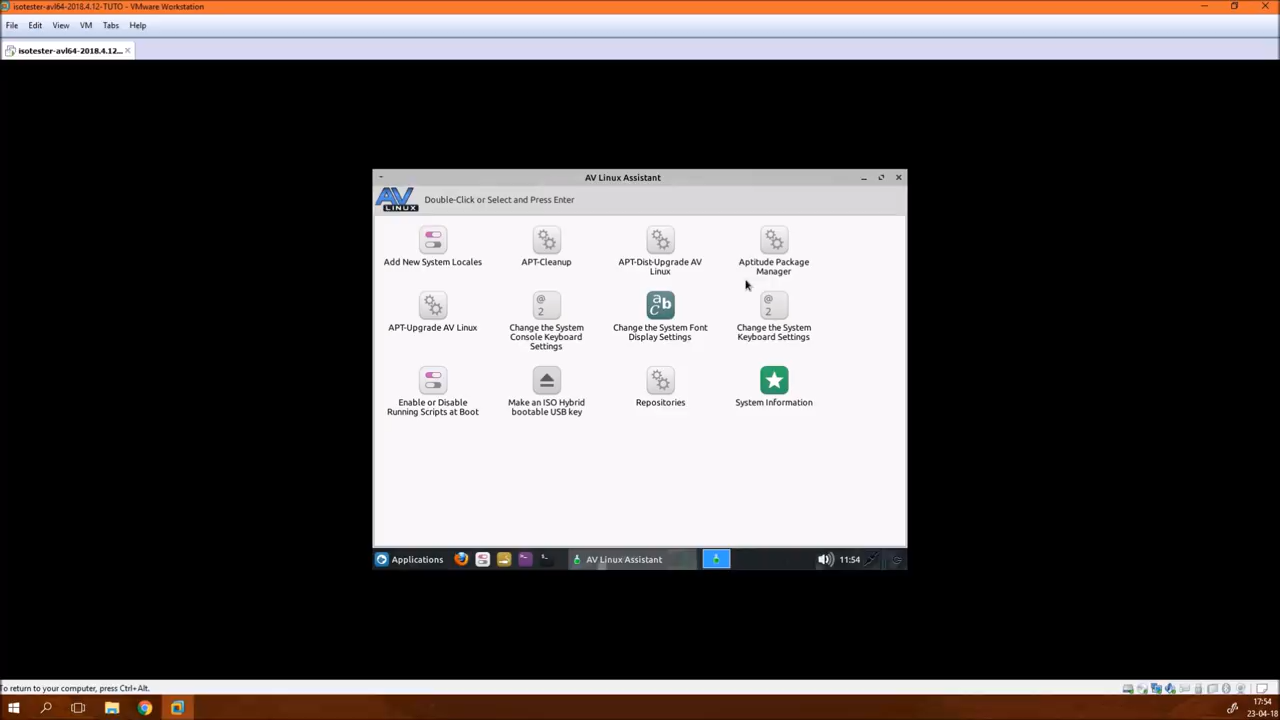 isotester-avl64-2018.4.12-TUTO - VMware Workstation
File Edit View VM Tabs Help
isotester-avl64-2018.4.12...
AV Linux Assistant
AV LINUX
Double-Click or Select and Press Enter
Add New System Locales
APT-Cleanup
APT-Dist-Upgrade AV
Linux
Aptitude Package
Manager
APT-Upgrade AV Linux
@
2
Change the System
Console Keyboard
Settings
abc
Change the System Font
Display Settings
@
2
Change the System
Keyboard Settings
Enable or Disable
Running Scripts at Boot
Make an ISO Hybrid
bootable USB key
Repositories
System Information
Applications AV Linux Assistant 11:54
To return to your computer, press Ctrl+Alt.
17:54
23-04-18